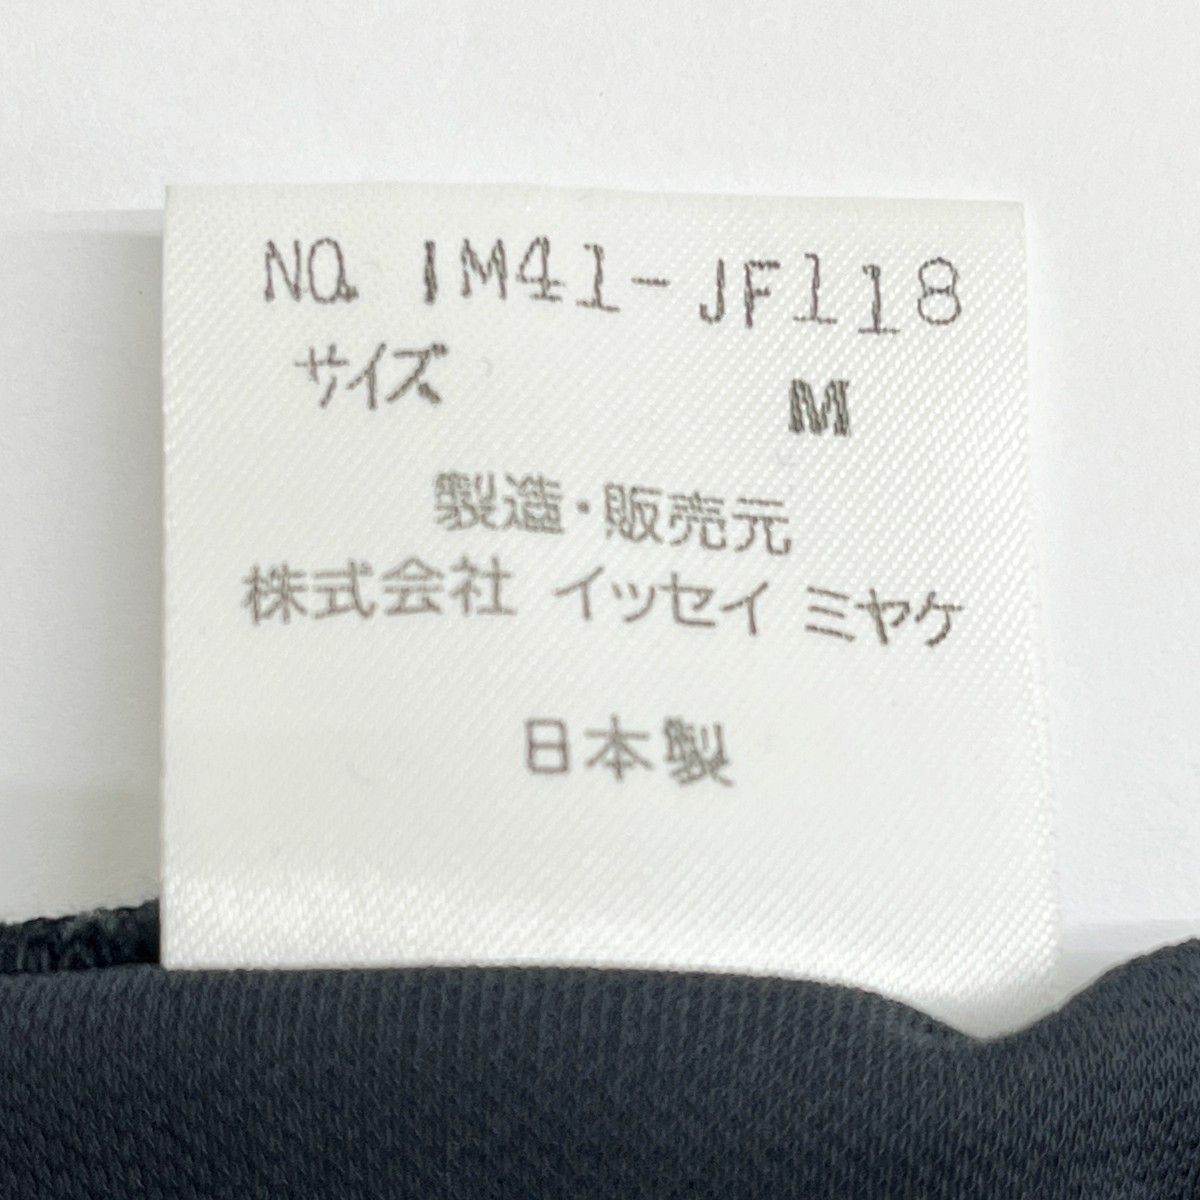 NO. IM41-JF118
サイズ M
製造・販売元
株式会社 イッセイ ミヤケ
日本製